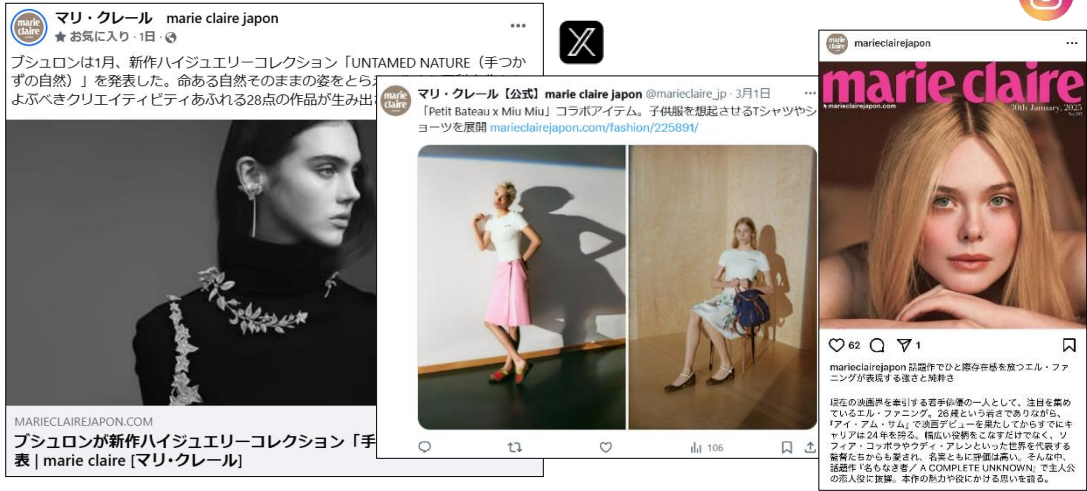 marie claire
マリ・クレール marie claire japon
★ お気に入り · 1日 ·
ブシュロンは1月、新作ハイジュエリーコレクション「UNTAMED NATURE（手つか
ずの自然）」を発表した。命ある自然そのままの姿をとらえ
よぶべきクリエイティビティあふれる28点の作品が生み出
MARIECLAIREJAPON.COM
ブシュロンが新作ハイジュエリーコレクション「手
表 | marie claire [マリ・クレール]
X
marie claire
マリ・クレール【公式】marie claire japon @marieclaire_jp · 3月1日
「Petit Bateau x Miu Miu」コラボアイテム。子供服を想起させるTシャツやシ
ョーツを展開 marieclairejapon.com/fashion/225891/
106
marieclairejapon
marie claire
marieclairejapon.com
30th January, 2025
62 1
marieclairejapon 話題作でひと際存在感を放つエル・ファ
ニングが表現する強さと純粋さ
現在の映画界を牽引する若手俳優の一人として、注目を集め
ているエル・ファニング。26歳という若さでありながら、
『アイ・アム・サム』で映画デビューを果たしてからすでにキ
ャリアは24年を誇る。幅広い役柄をこなすだけでなく、ソ
フィア・コッポラやウディ・アレンといった世界を代表する
監督たちからも愛され、名実ともに評価は高い。そんな中、
話題作『名もなき者／A COMPLETE UNKNOWN』で主人公
の恋人役に抜擢。本作の魅力や役にかける思いを語る。